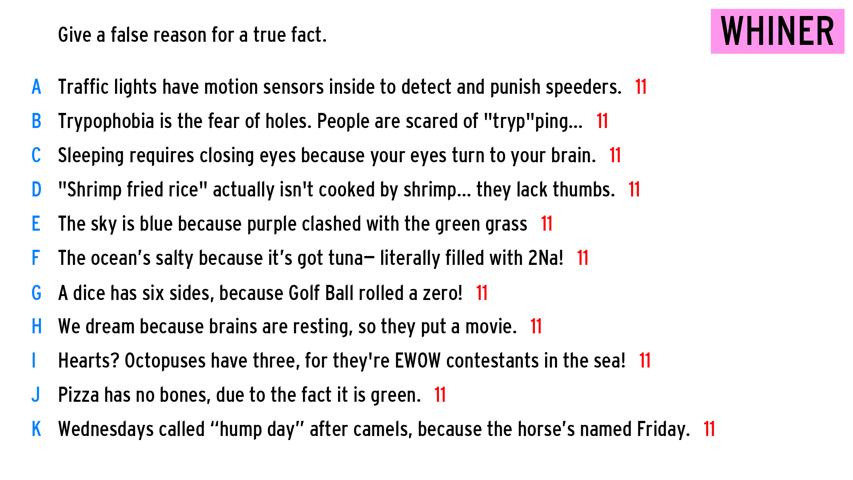 Give a false reason for a true fact.
WHINER
A Traffic lights have motion sensors inside to detect and punish speeders. 11
B Trypophobia is the fear of holes. People are scared of "tryp"ping... 11
C Sleeping requires closing eyes because your eyes turn to your brain. 11
D "Shrimp fried rice" actually isn't cooked by shrimp... they lack thumbs. 11
E The sky is blue because purple clashed with the green grass 11
F The ocean’s salty because it’s got tuna– literally filled with 2Na! 11
G A dice has six sides, because Golf Ball rolled a zero! 11
H We dream because brains are resting, so they put a movie. 11
I Hearts? Octopuses have three, for they're EWOW contestants in the sea! 11
J Pizza has no bones, due to the fact it is green. 11
K Wednesdays called “hump day” after camels, because the horse’s named Friday. 11